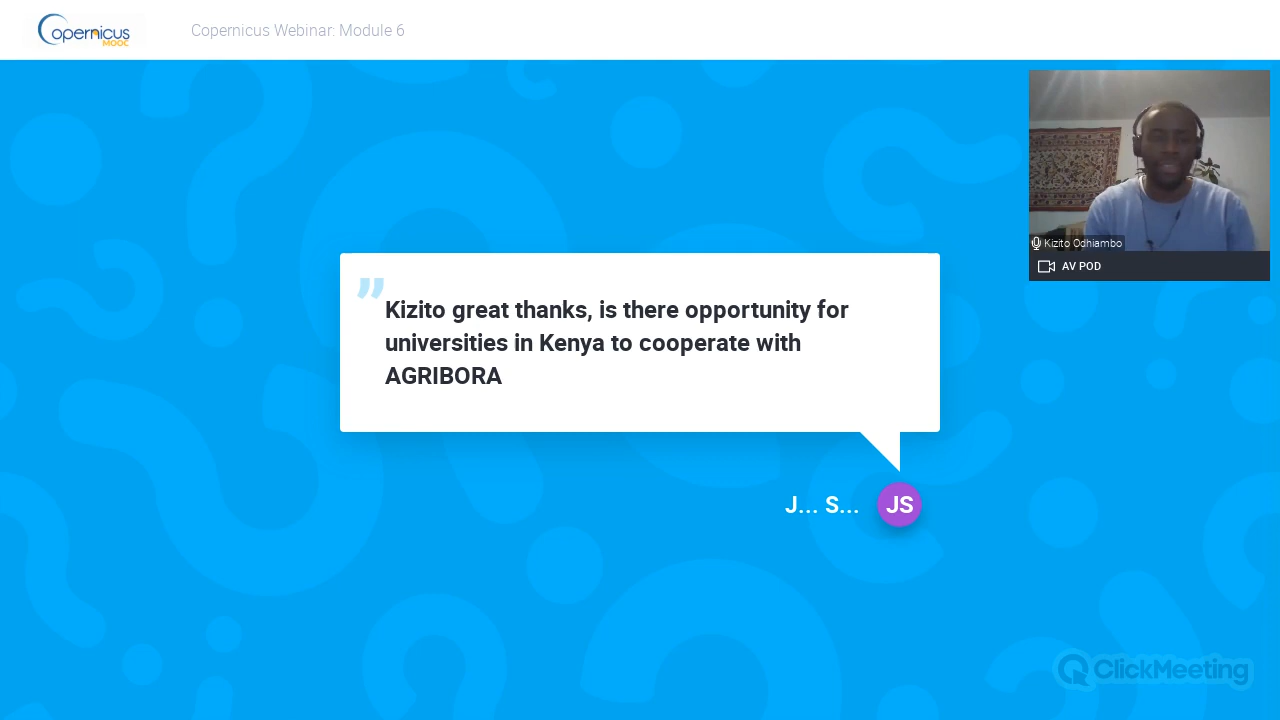 Copernicus
MOOC
Copernicus Webinar: Module 6
Kizito Odhiambo
AV POD
"
Kizito great thanks, is there opportunity for
universities in Kenya to cooperate with
AGRIBORA
J... S...
JS
ClickMeeting